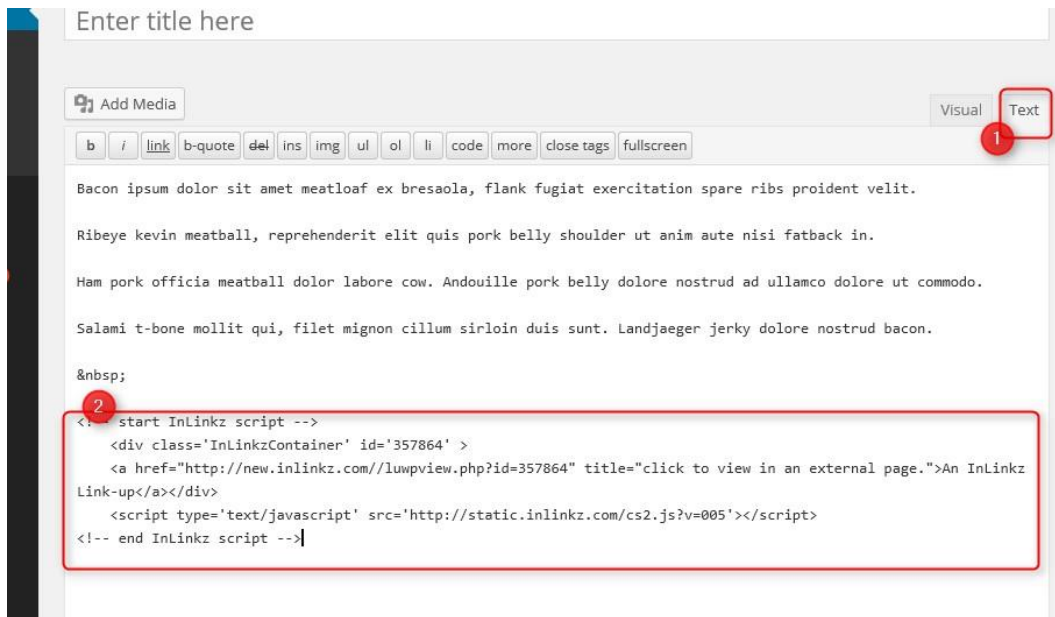 Enter title here
Add Media
Visual Text
1
b i link b-quote del ins img ul ol li code more close tags fullscreen
Bacon ipsum dolor sit amet meatloaf ex bresaola, flank fugiat exercitation spare ribs proident velit.
Ribeye kevin meatball, reprehenderit elit quis pork belly shoulder ut anim aute nisi fatback in.
Ham pork officia meatball dolor labore cow. Andouille pork belly dolore nostrud ad ullamco dolore ut commodo.
Salami t-bone mollit qui, filet mignon cillum sirloin duis sunt. Landjaeger jerky dolore nostrud bacon.
&nbsp;
2
<!-- start InLinkz script -->
<div class='InLinkzContainer' id='357864' >
<a href="http://new.inlinkz.com//luwpview.php?id=357864" title="click to view in an external page.">An InLinkz
Link-up</a></div>
<script type='text/javascript' src='http://static.inlinkz.com/cs2.js?v=005'></script>
<!-- end InLinkz script -->